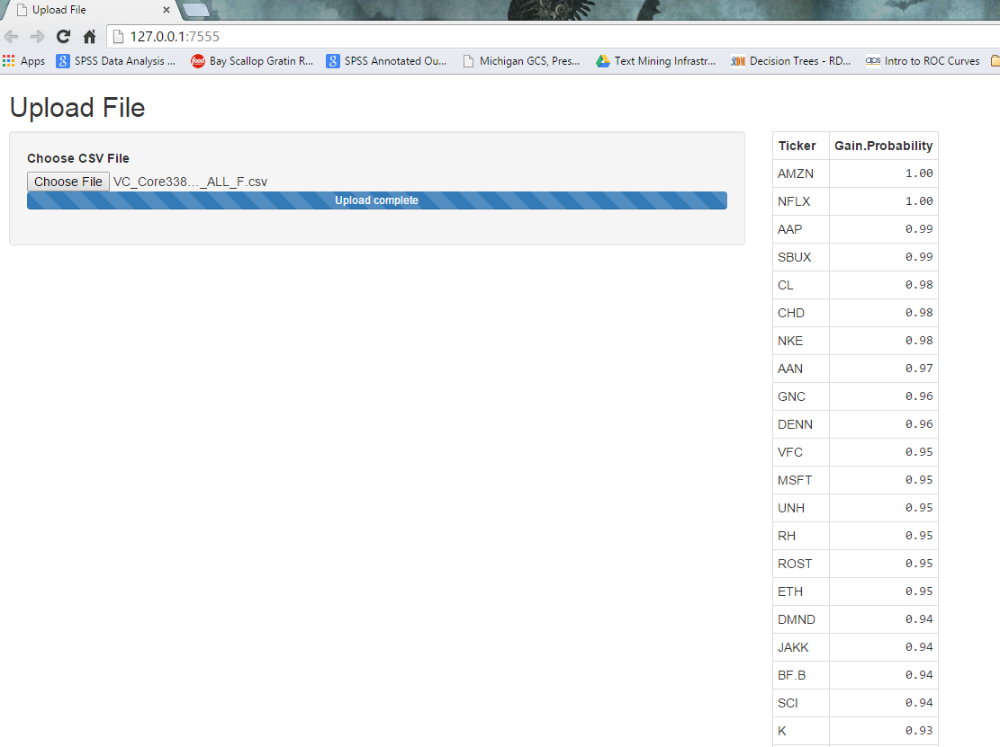 Upload File
127.0.0.1:7555
Apps SPSS Data Analysis ... Bay Scallop Gratin R... SPSS Annotated Ou... Michigan GCS, Pres... Text Mining Infrastr... Decision Trees - RD... Intro to ROC Curves
Upload File
Choose CSV File
Choose File VC_Core338..._ALL_F.csv
Upload complete
Ticker Gain.Probability
AMZN 1.00
NFLX 1.00
AAP 0.99
SBUX 0.99
CL 0.98
CHD 0.98
NKE 0.98
AAN 0.97
GNC 0.96
DENN 0.96
VFC 0.95
MSFT 0.95
UNH 0.95
RH 0.95
ROST 0.95
ETH 0.95
DMND 0.94
JAKK 0.94
BF.B 0.94
SCI 0.94
K 0.93